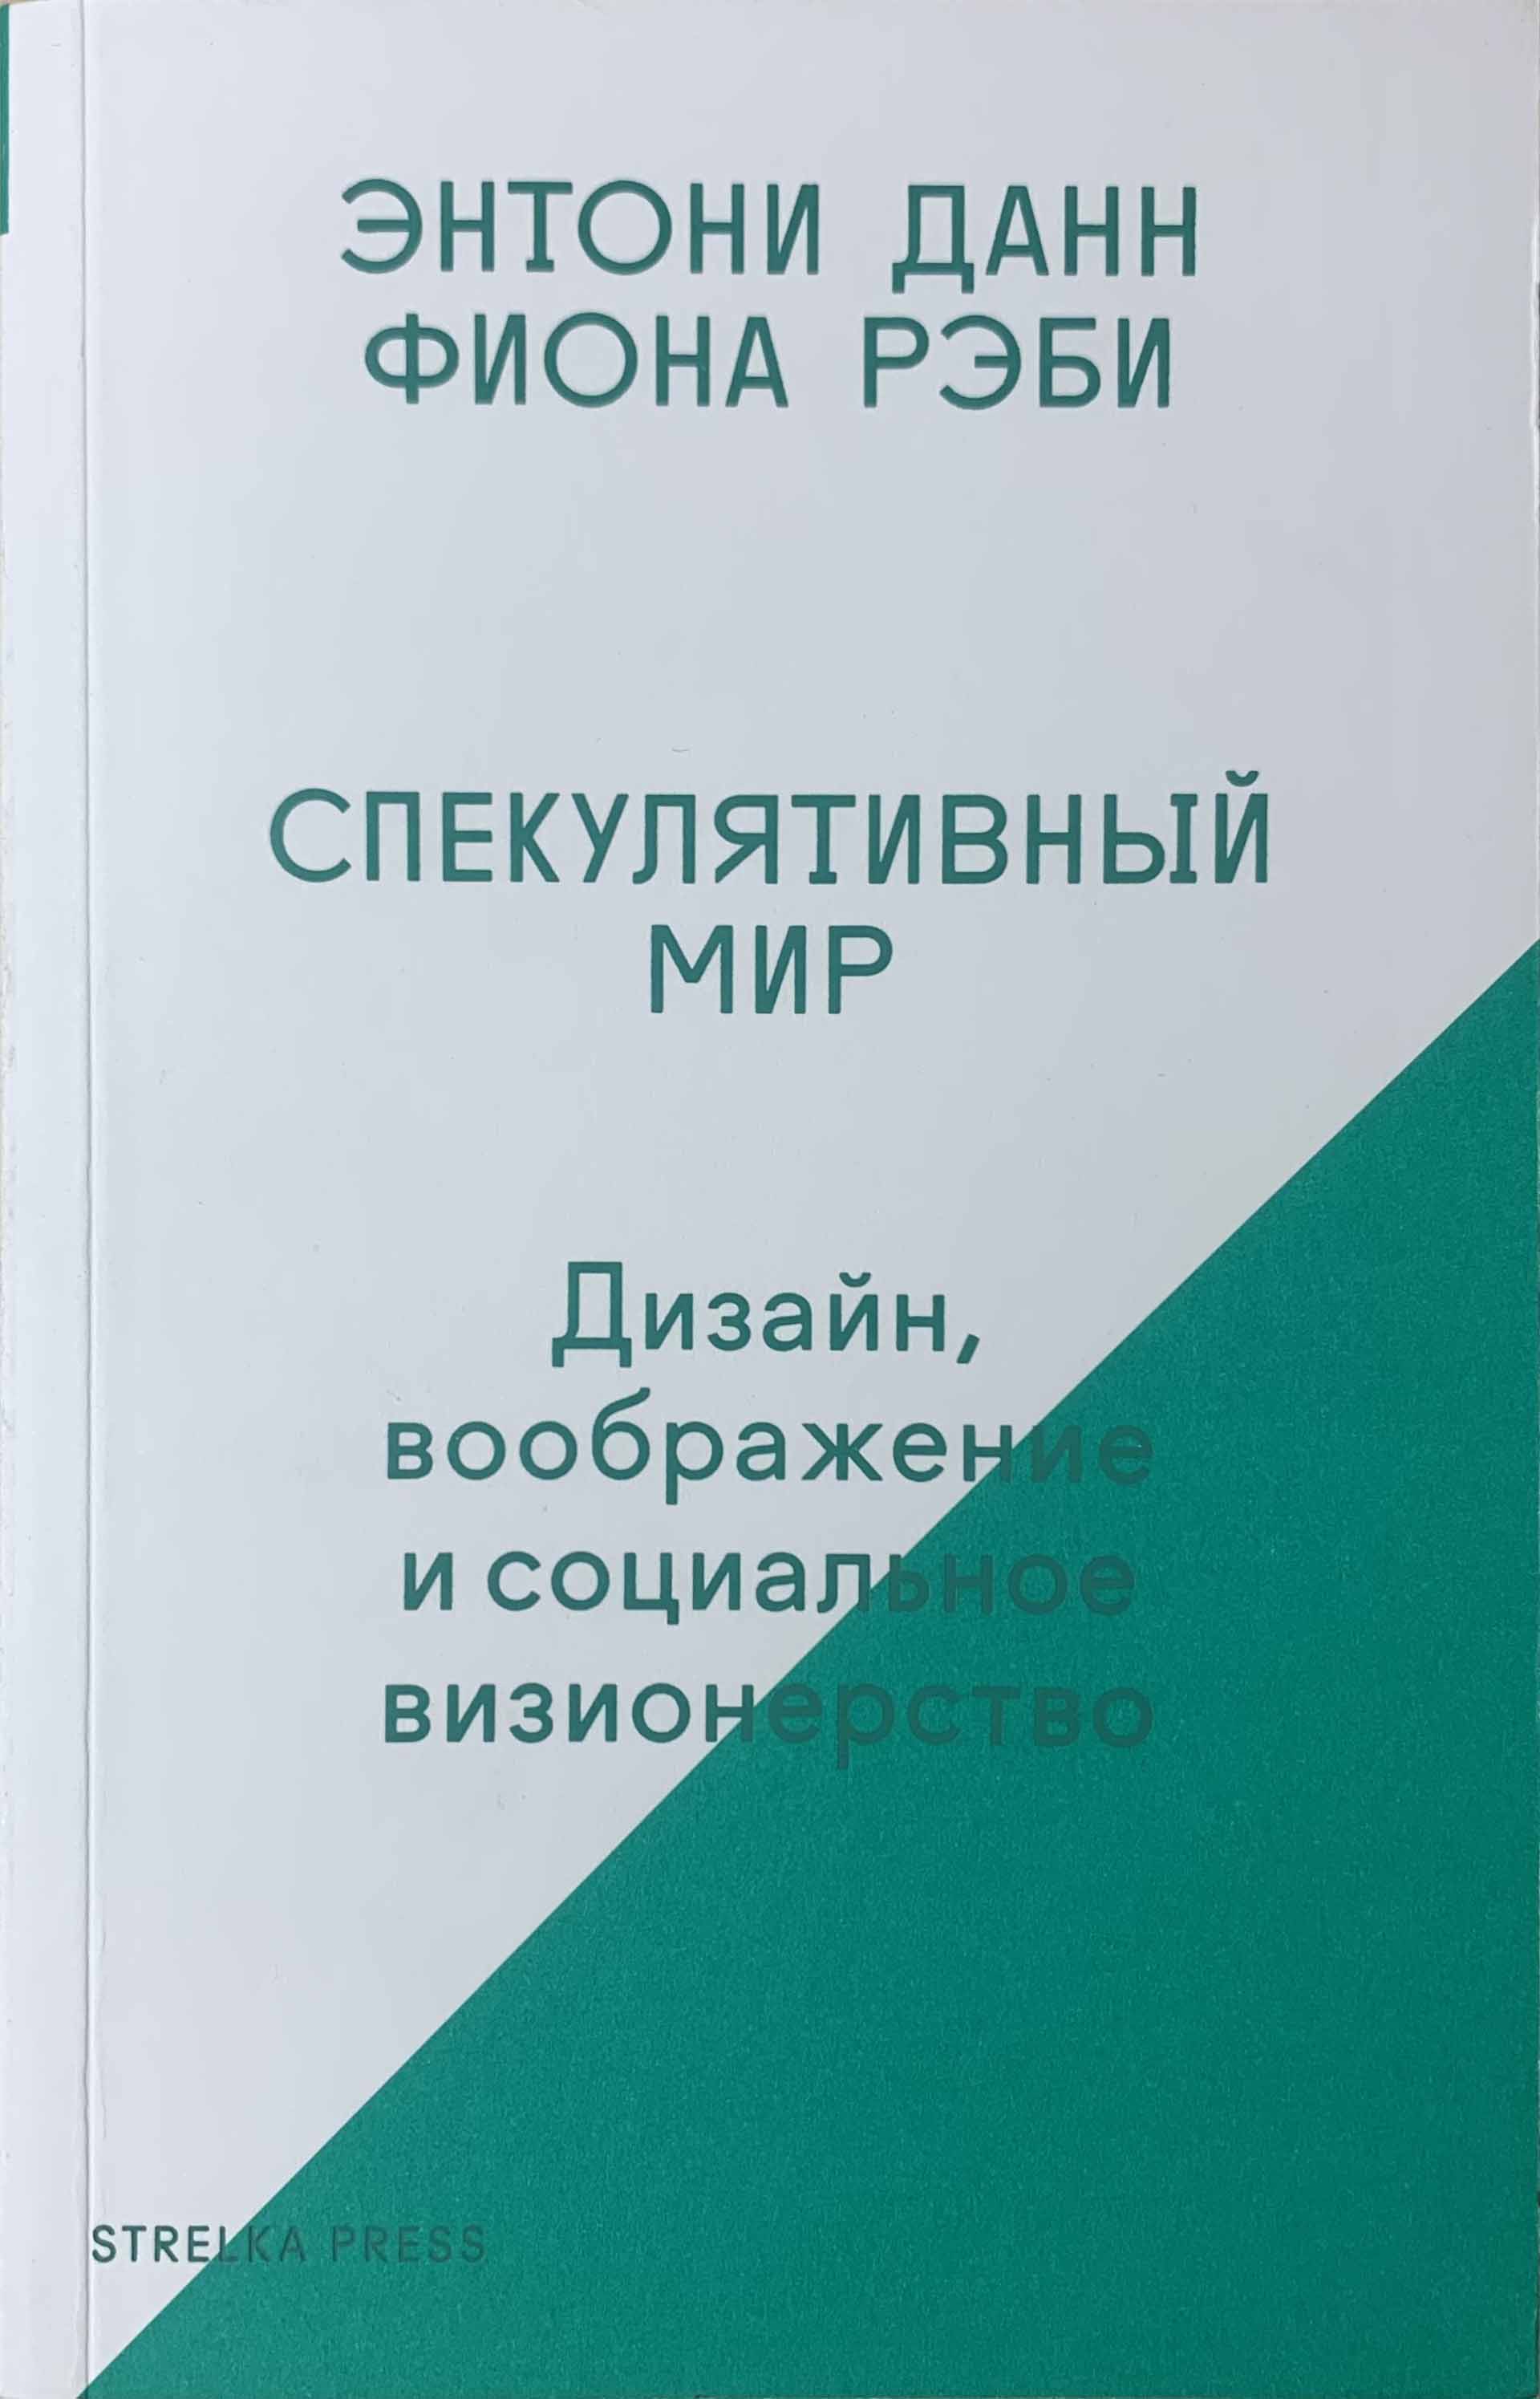 ЭНТОНИ ДАНН
ФИОНА РЭБИ
СПЕКУЛЯТИВНЫЙ
МИР
Дизайн,
воображение
и социальное
визионерство
STRELKA PRESS